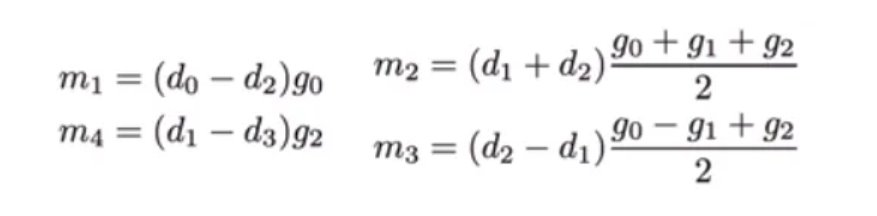 m₁ = (d₀ − d₂)g₀
m₂ = (d₁ + d₂) (g₀ + g₁ + g₂)/2
m₄ = (d₁ − d₃)g₂
m₃ = (d₂ − d₁) (g₀ − g₁ + g₂)/2